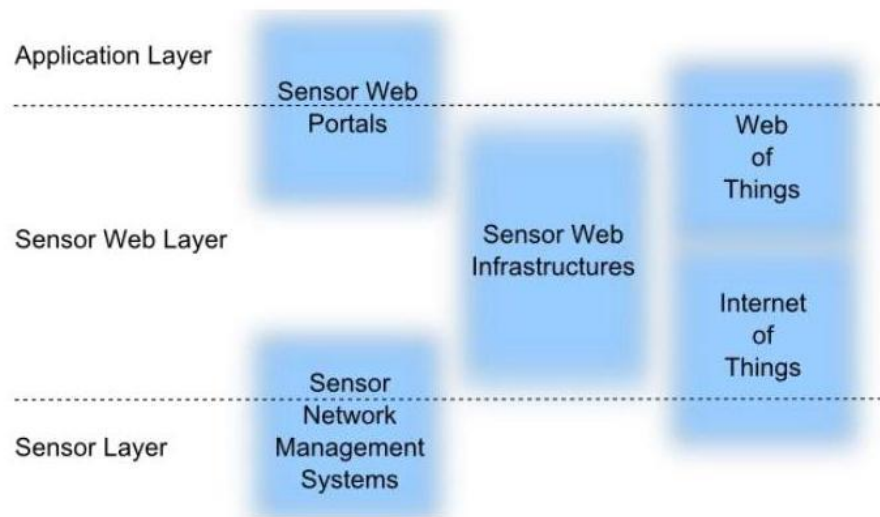 Application Layer
Sensor Web
Portals
Web
of
Things
Sensor Web Layer
Sensor Web
Infrastructures
Internet
of
Things
Sensor
Network
Management
Systems
Sensor Layer